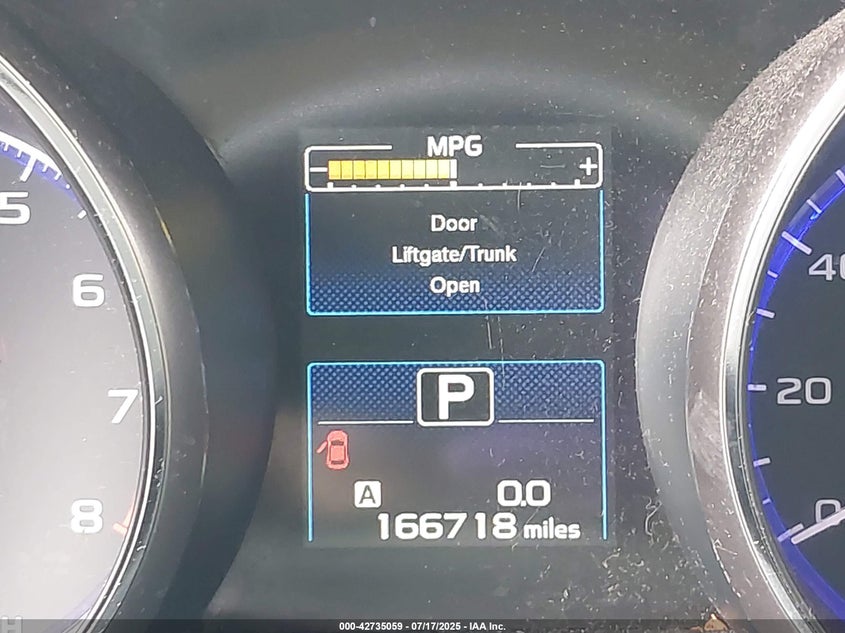 MPG
- +
Door
Liftgate/Trunk
Open
5
6
7
8
P
A 0.0
166718 miles
40
20
0
000-42735059 - 07/17/2025 - IAA Inc.